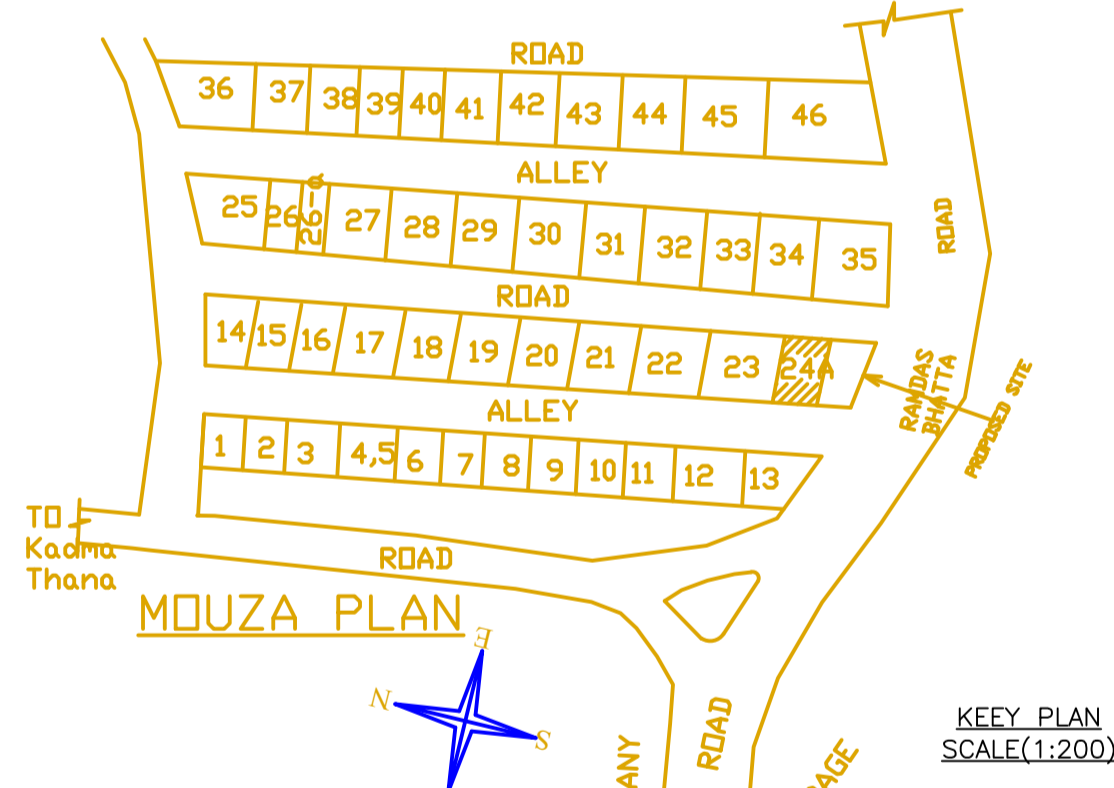 ROAD
36 37 38 39 40 41 42 43 44 45 46
ALLEY
ROAD
25 26 26-a 27 28 29 30 31 32 33 34 35
ROAD
14 15 16 17 18 19 20 21 22 23 24A
RAMDAS
BHATTA
PROPOSED SITE
ALLEY
1 2 3 4,5 6 7 8 9 10 11 12 13
TO
Kadma
Thana
ROAD
MOUZA PLAN
E
N
S
ROAD
KEEY PLAN
SCALE(1:200)